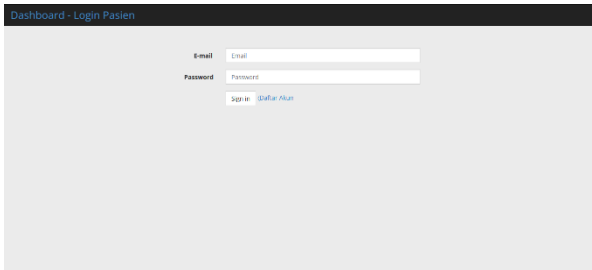 Dashboard - Login Pasien
E-mail Email
Password Password
Sign in Daftar Akun